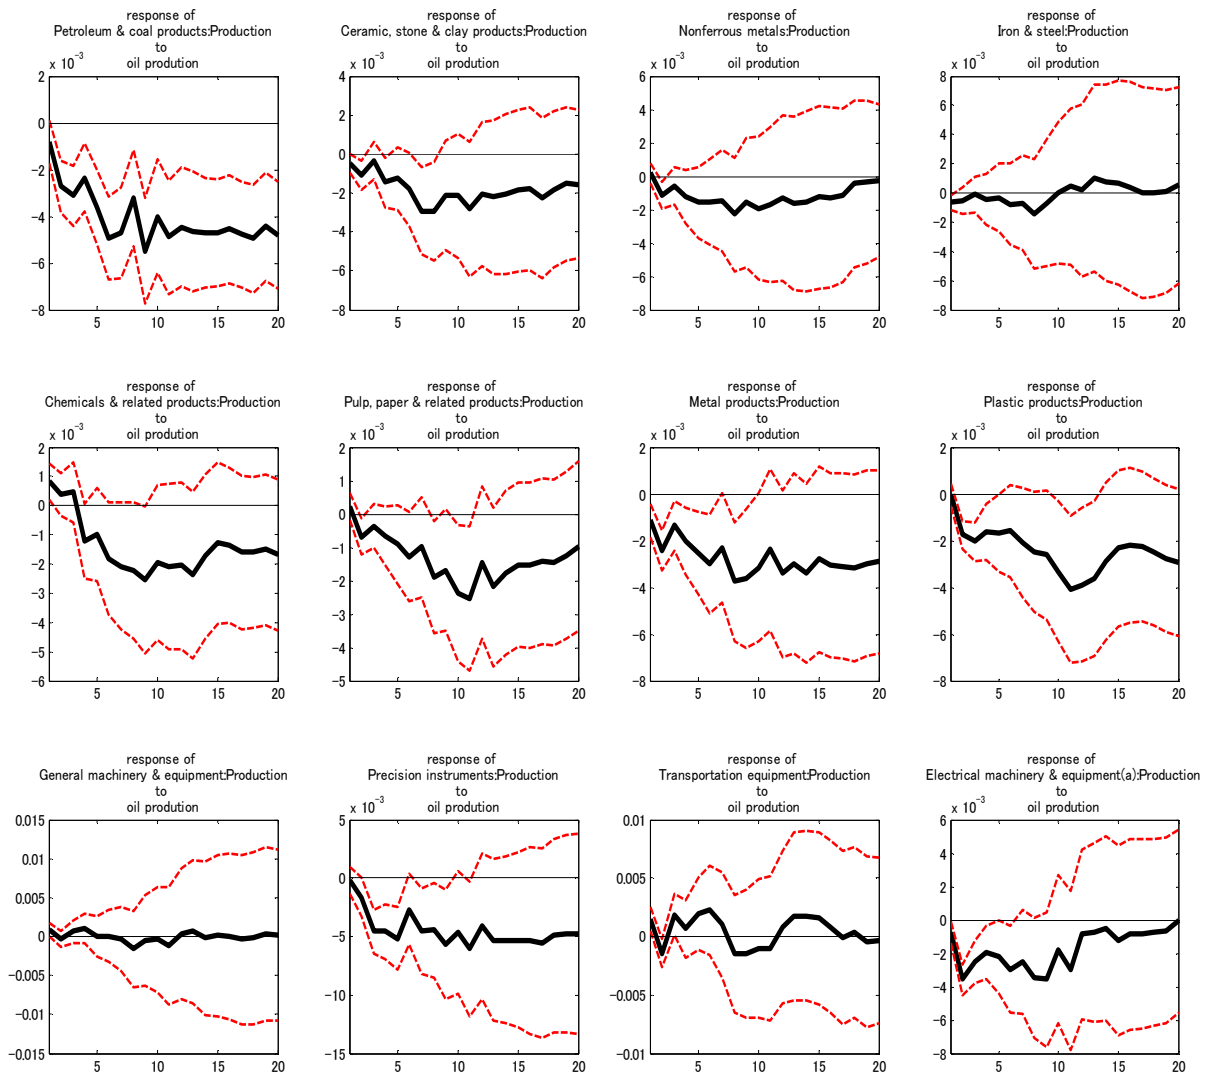 response of
Petroleum & coal products:Production
to
oil prodution
x 10⁻³
2
0
−2
−4
−6
−8
5 10 15 20
response of
Ceramic, stone & clay products:Production
to
oil prodution
x 10⁻³
4
2
0
−2
−4
−6
−8
5 10 15 20
response of
Nonferrous metals:Production
to
oil prodution
x 10⁻³
6
4
2
0
−2
−4
−6
−8
5 10 15 20
response of
Iron & steel:Production
to
oil prodution
x 10⁻³
8
6
4
2
0
−2
−4
−6
−8
5 10 15 20
response of
Chemicals & related products:Production
to
oil prodution
x 10⁻³
2
1
0
−1
−2
−3
−4
−5
−6
5 10 15 20
response of
Pulp, paper & related products:Production
to
oil prodution
x 10⁻³
2
1
0
−1
−2
−3
−4
−5
5 10 15 20
response of
Metal products:Production
to
oil prodution
x 10⁻³
2
0
−2
−4
−6
−8
5 10 15 20
response of
Plastic products:Production
to
oil prodution
x 10⁻³
2
0
−2
−4
−6
−8
5 10 15 20
response of
General machinery & equipment:Production
to
oil prodution
0.015
0.01
0.005
0
−0.005
−0.01
−0.015
5 10 15 20
response of
Precision instruments:Production
to
oil prodution
x 10⁻³
5
0
−5
−10
−15
5 10 15 20
response of
Transportation equipment:Production
to
oil prodution
0.01
0.005
0
−0.005
−0.01
5 10 15 20
response of
Electrical machinery & equipment(a):Production
to
oil prodution
x 10⁻³
6
4
2
0
−2
−4
−6
−8
5 10 15 20